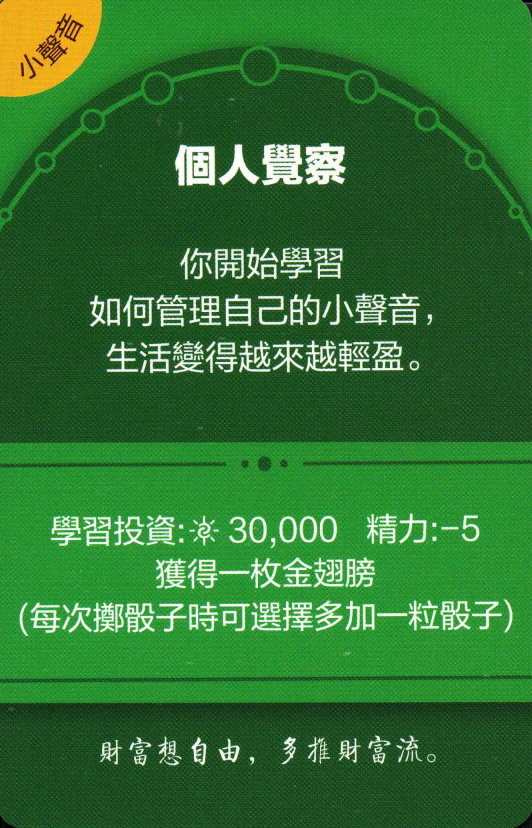 小聲音
個人覺察
你開始學習
如何管理自己的小聲音，
生活變得越來越輕盈。
學習投資: 30,000 精力:-5
獲得一枚金翅膀
(每次擲骰子時可選擇多加一粒骰子)
財富想自由，多推財富流。